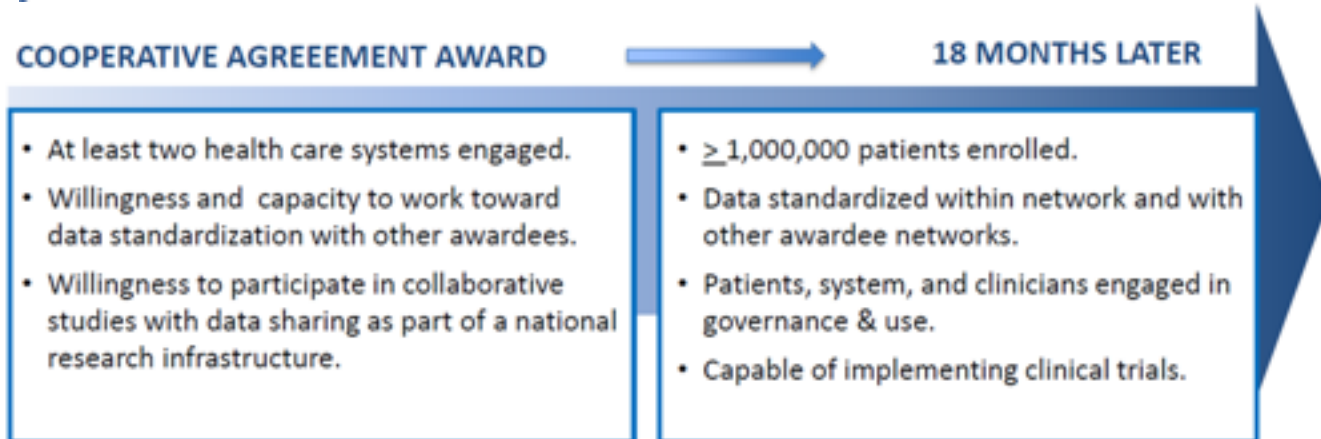 COOPERATIVE AGREEEMENT AWARD
18 MONTHS LATER
• At least two health care systems engaged.
• Willingness and capacity to work toward
data standardization with other awardees.
• Willingness to participate in collaborative
studies with data sharing as part of a national
research infrastructure.
• ≥ 1,000,000 patients enrolled.
• Data standardized within network and with
other awardee networks.
• Patients, system, and clinicians engaged in
governance & use.
• Capable of implementing clinical trials.